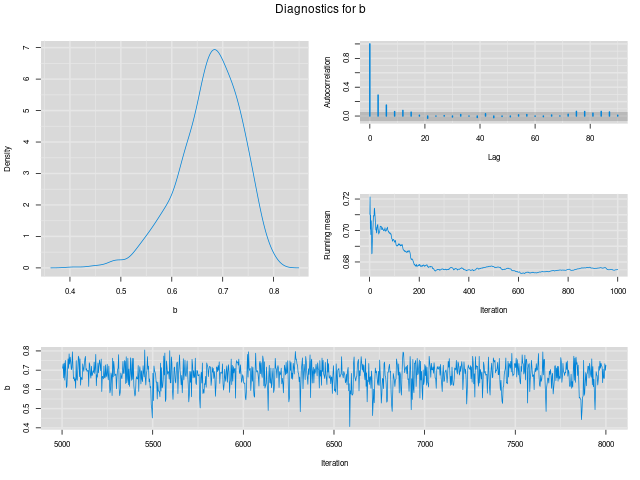 Diagnostics for b
Density
7
6
5
4
3
2
1
0
0.4 0.5 0.6 0.7 0.8
b
Autocorrelation
0.8
0.4
0.0
0 20 40 60 80
Lag
Running mean
0.72
0.70
0.68
0 200 400 600 800 1000
Iteration
b
0.8
0.7
0.6
0.5
0.4
5000 5500 6000 6500 7000 7500 8000
Iteration